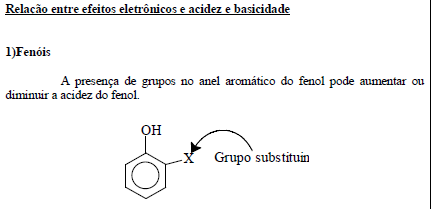 Relação entre efeitos eletrônicos e acidez e basicidade
1)Fenóis
A presença de grupos no anel aromático do fenol pode aumentar ou
diminuir a acidez do fenol.
OH
X Grupo substituin